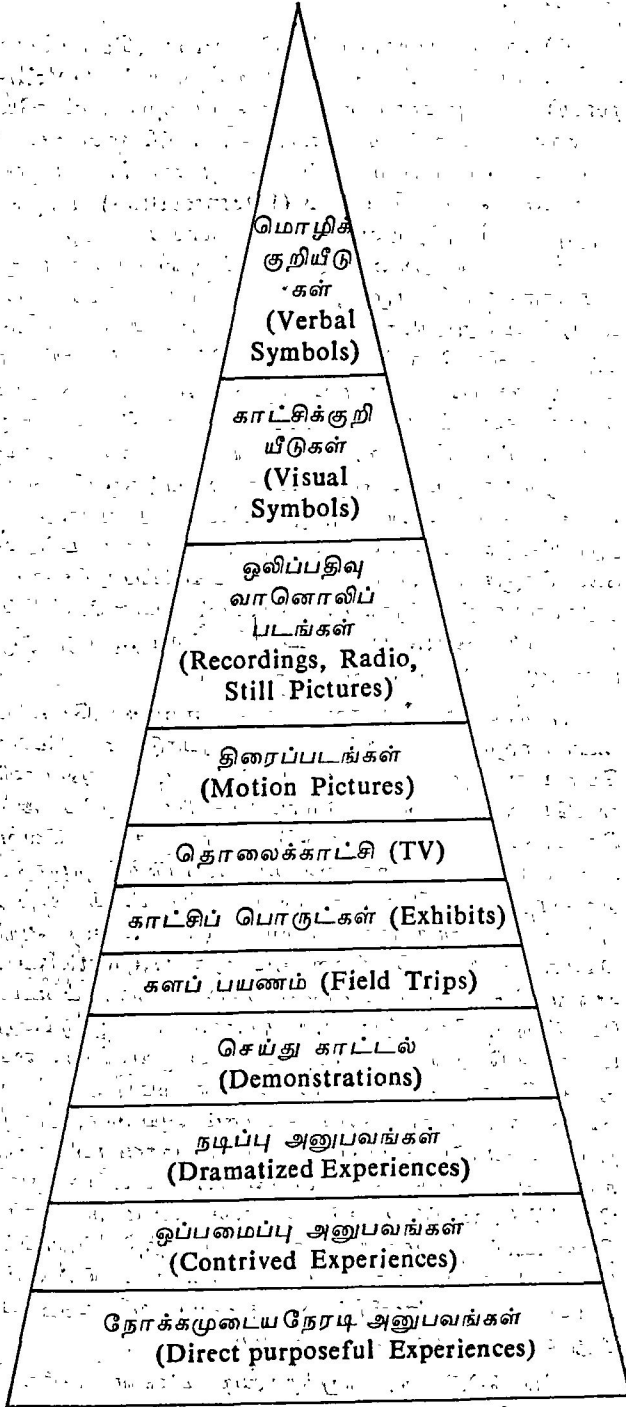 மொழிக்
குறியீடு
கள்
(Verbal
Symbols)
காட்சிக்குறி
யீடுகள்
(Visual
Symbols)
ஒலிப்பதிவு
வானொலிப்
படங்கள்
(Recordings, Radio,
Still Pictures)
திரைப்படங்கள்
(Motion Pictures)
தொலைக்காட்சி (TV)
காட்சிப் பொருட்கள் (Exhibits)
களப் பயணம் (Field Trips)
செய்து காட்டல்
(Demonstrations)
நடிப்பு அனுபவங்கள்
(Dramatized Experiences)
ஒப்பமைப்பு அனுபவங்கள்
(Contrived Experiences)
நோக்கமுடைய நேரடி அனுபவங்கள்
(Direct purposeful Experiences)